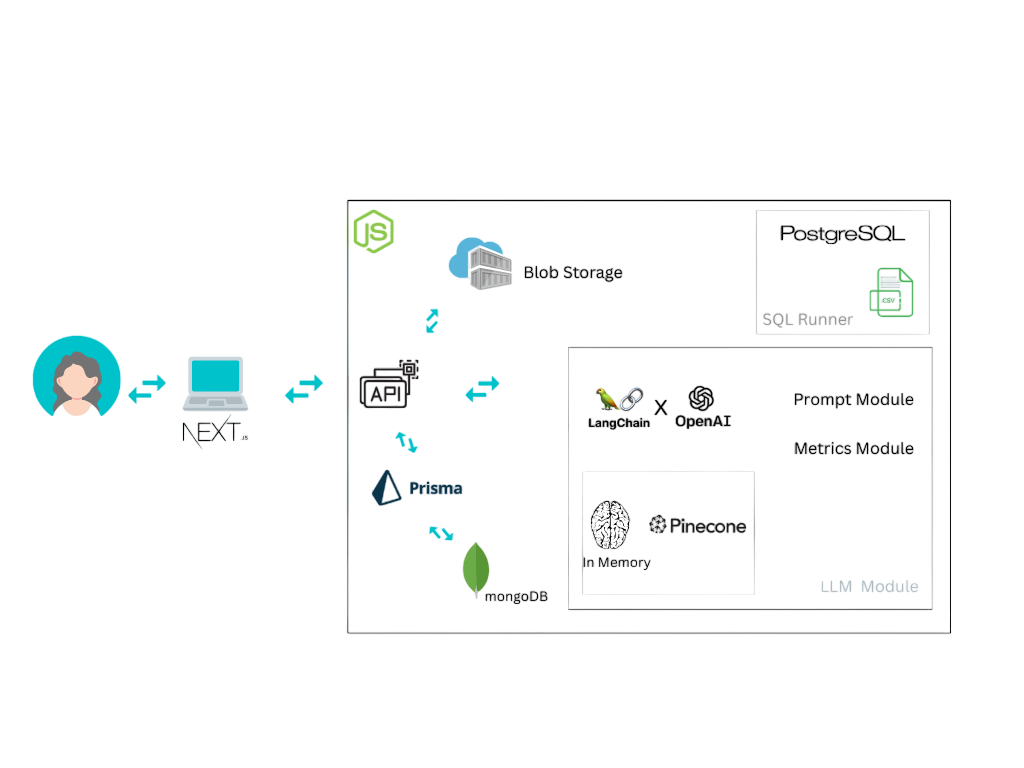 JS
Blob Storage
PostgreSQL
CSV
SQL Runner
API
NEXT.JS
LangChain
X
OpenAI
Prompt Module
Metrics Module
Prisma
mongoDB
In Memory
Pinecone
LLM Module